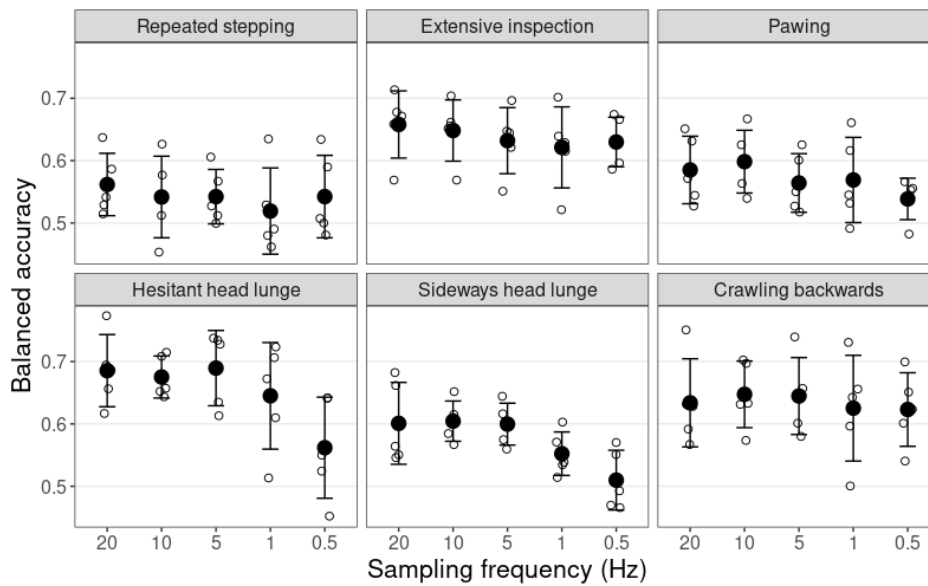 Repeated stepping
Extensive inspection
Pawing
0.7
0.6
0.5
Hesitant head lunge
Sideways head lunge
Crawling backwards
0.7
0.6
0.5
Balanced accuracy
20 10 5 1 0.5
20 10 5 1 0.5
20 10 5 1 0.5
Sampling frequency (Hz)